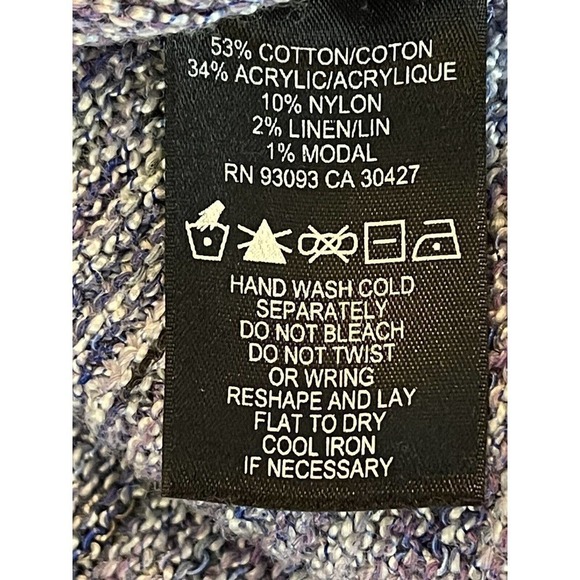 53% COTTON/COTON
34% ACRYLIC/ACRYLIQUE
10% NYLON
2% LINEN/LIN
1% MODAL
RN 93093 CA 30427
HAND WASH COLD
SEPARATELY
DO NOT BLEACH
DO NOT TWIST
OR WRING
RESHAPE AND LAY
FLAT TO DRY
COOL IRON
IF NECESSARY